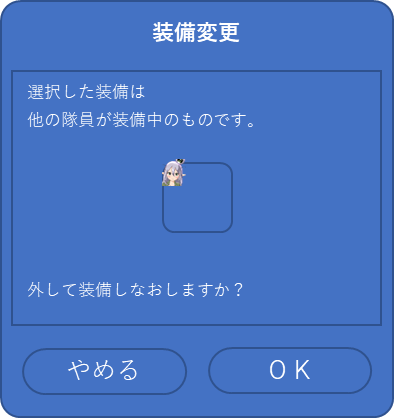 装備変更
選択した装備は
他の隊員が装備中のものです。
外して装備しなおしますか？
やめる
ＯＫ